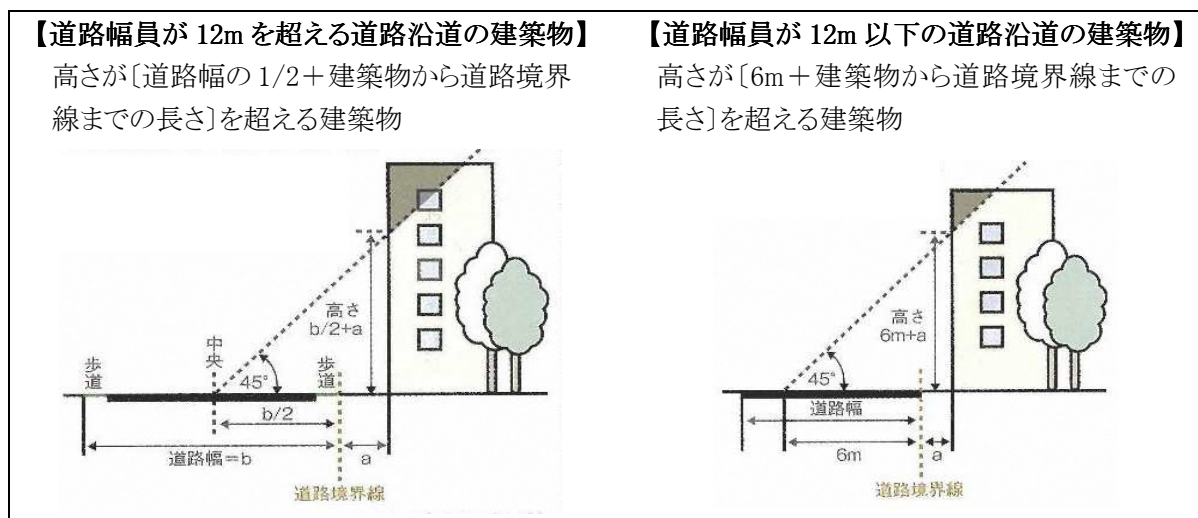 【道路幅員が 12m を超える道路沿道の建築物】
高さが〔道路幅の 1/2＋建築物から道路境界
線までの長さ〕を超える建築物
高さ
b/2+a
中央
歩道
歩道
45°
b/2
道路幅＝b
a
道路境界線
【道路幅員が 12m 以下の道路沿道の建築物】
高さが〔6m＋建築物から道路境界線までの
長さ〕を超える建築物
高さ
6m+a
45°
道路幅
6m
a
道路境界線